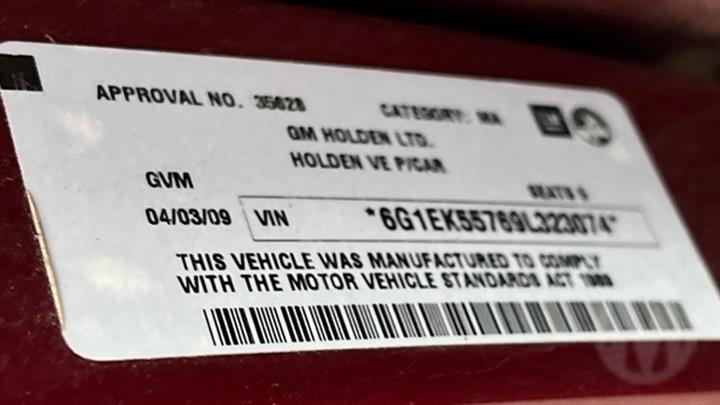 APPROVAL NO. 35628 CATEGORY: MA
GM HOLDEN LTD.
HOLDEN VE P/CAR
GVM SEATS 5
04/03/09 VIN *6G1EK55769L323074*
THIS VEHICLE WAS MANUFACTURED TO COMPLY
WITH THE MOTOR VEHICLE STANDARDS ACT 1989